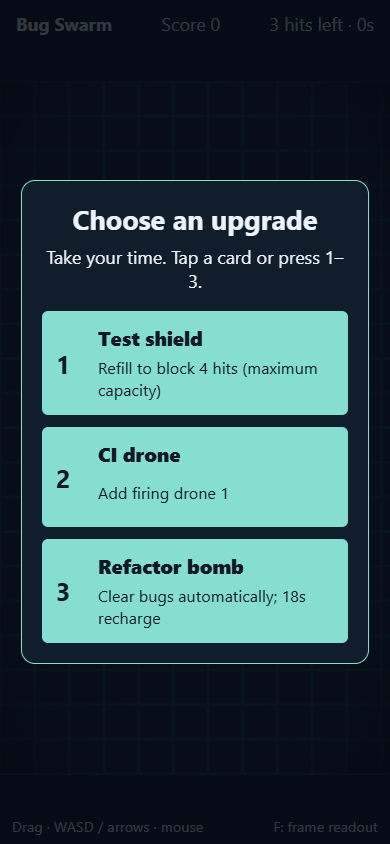 Bug Swarm Score 0 3 hits left · 0s
Choose an upgrade
Take your time. Tap a card or press 1–
3.
1
Test shield
Refill to block 4 hits (maximum
capacity)
2
CI drone
Add firing drone 1
3
Refactor bomb
Clear bugs automatically; 18s
recharge
Drag · WASD / arrows · mouse F: frame readout